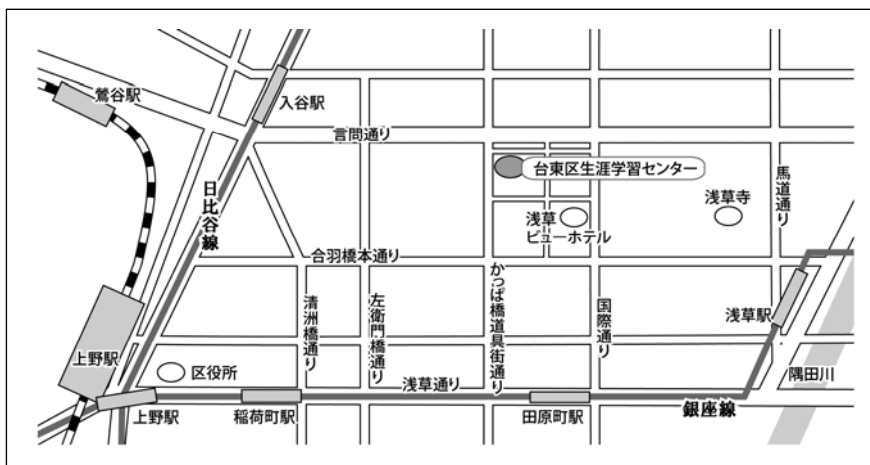 鶯谷駅
入谷駅
言問通り
台東区生涯学習センター
馬道通り
日比谷線
浅草寺
浅草
ビューホテル
合羽橋本通り
かっぱ橋道具街通り
清洲橋通り
左衛門橋通り
国際通り
浅草駅
上野駅
区役所
浅草通り
隅田川
上野駅
稲荷町駅
田原町駅
銀座線